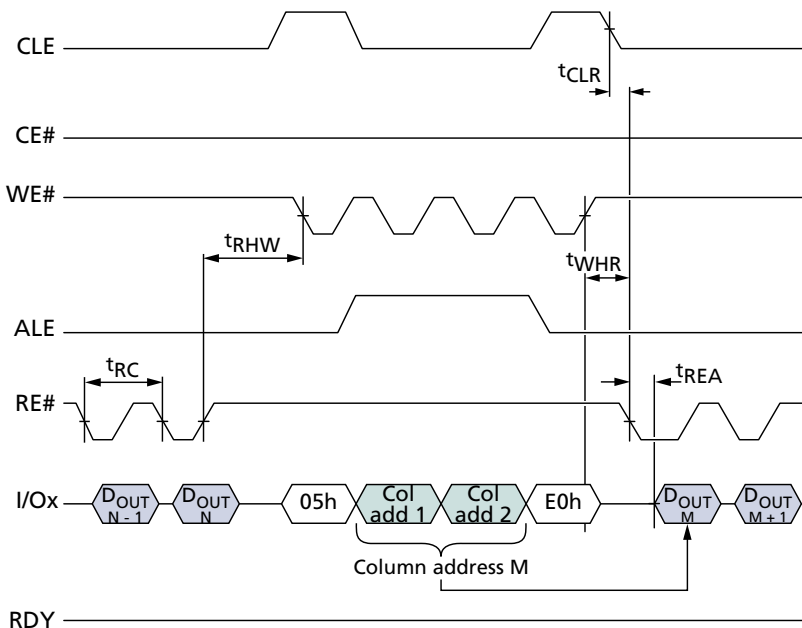 CLE
tCLR
CE#
WE#
tRHW
tWHR
ALE
tRC
tREA
RE#
I/Ox
DOUT
N - 1
DOUT
N
05h
Col
add 1
Col
add 2
E0h
DOUT
M
DOUT
M + 1
Column address M
RDY